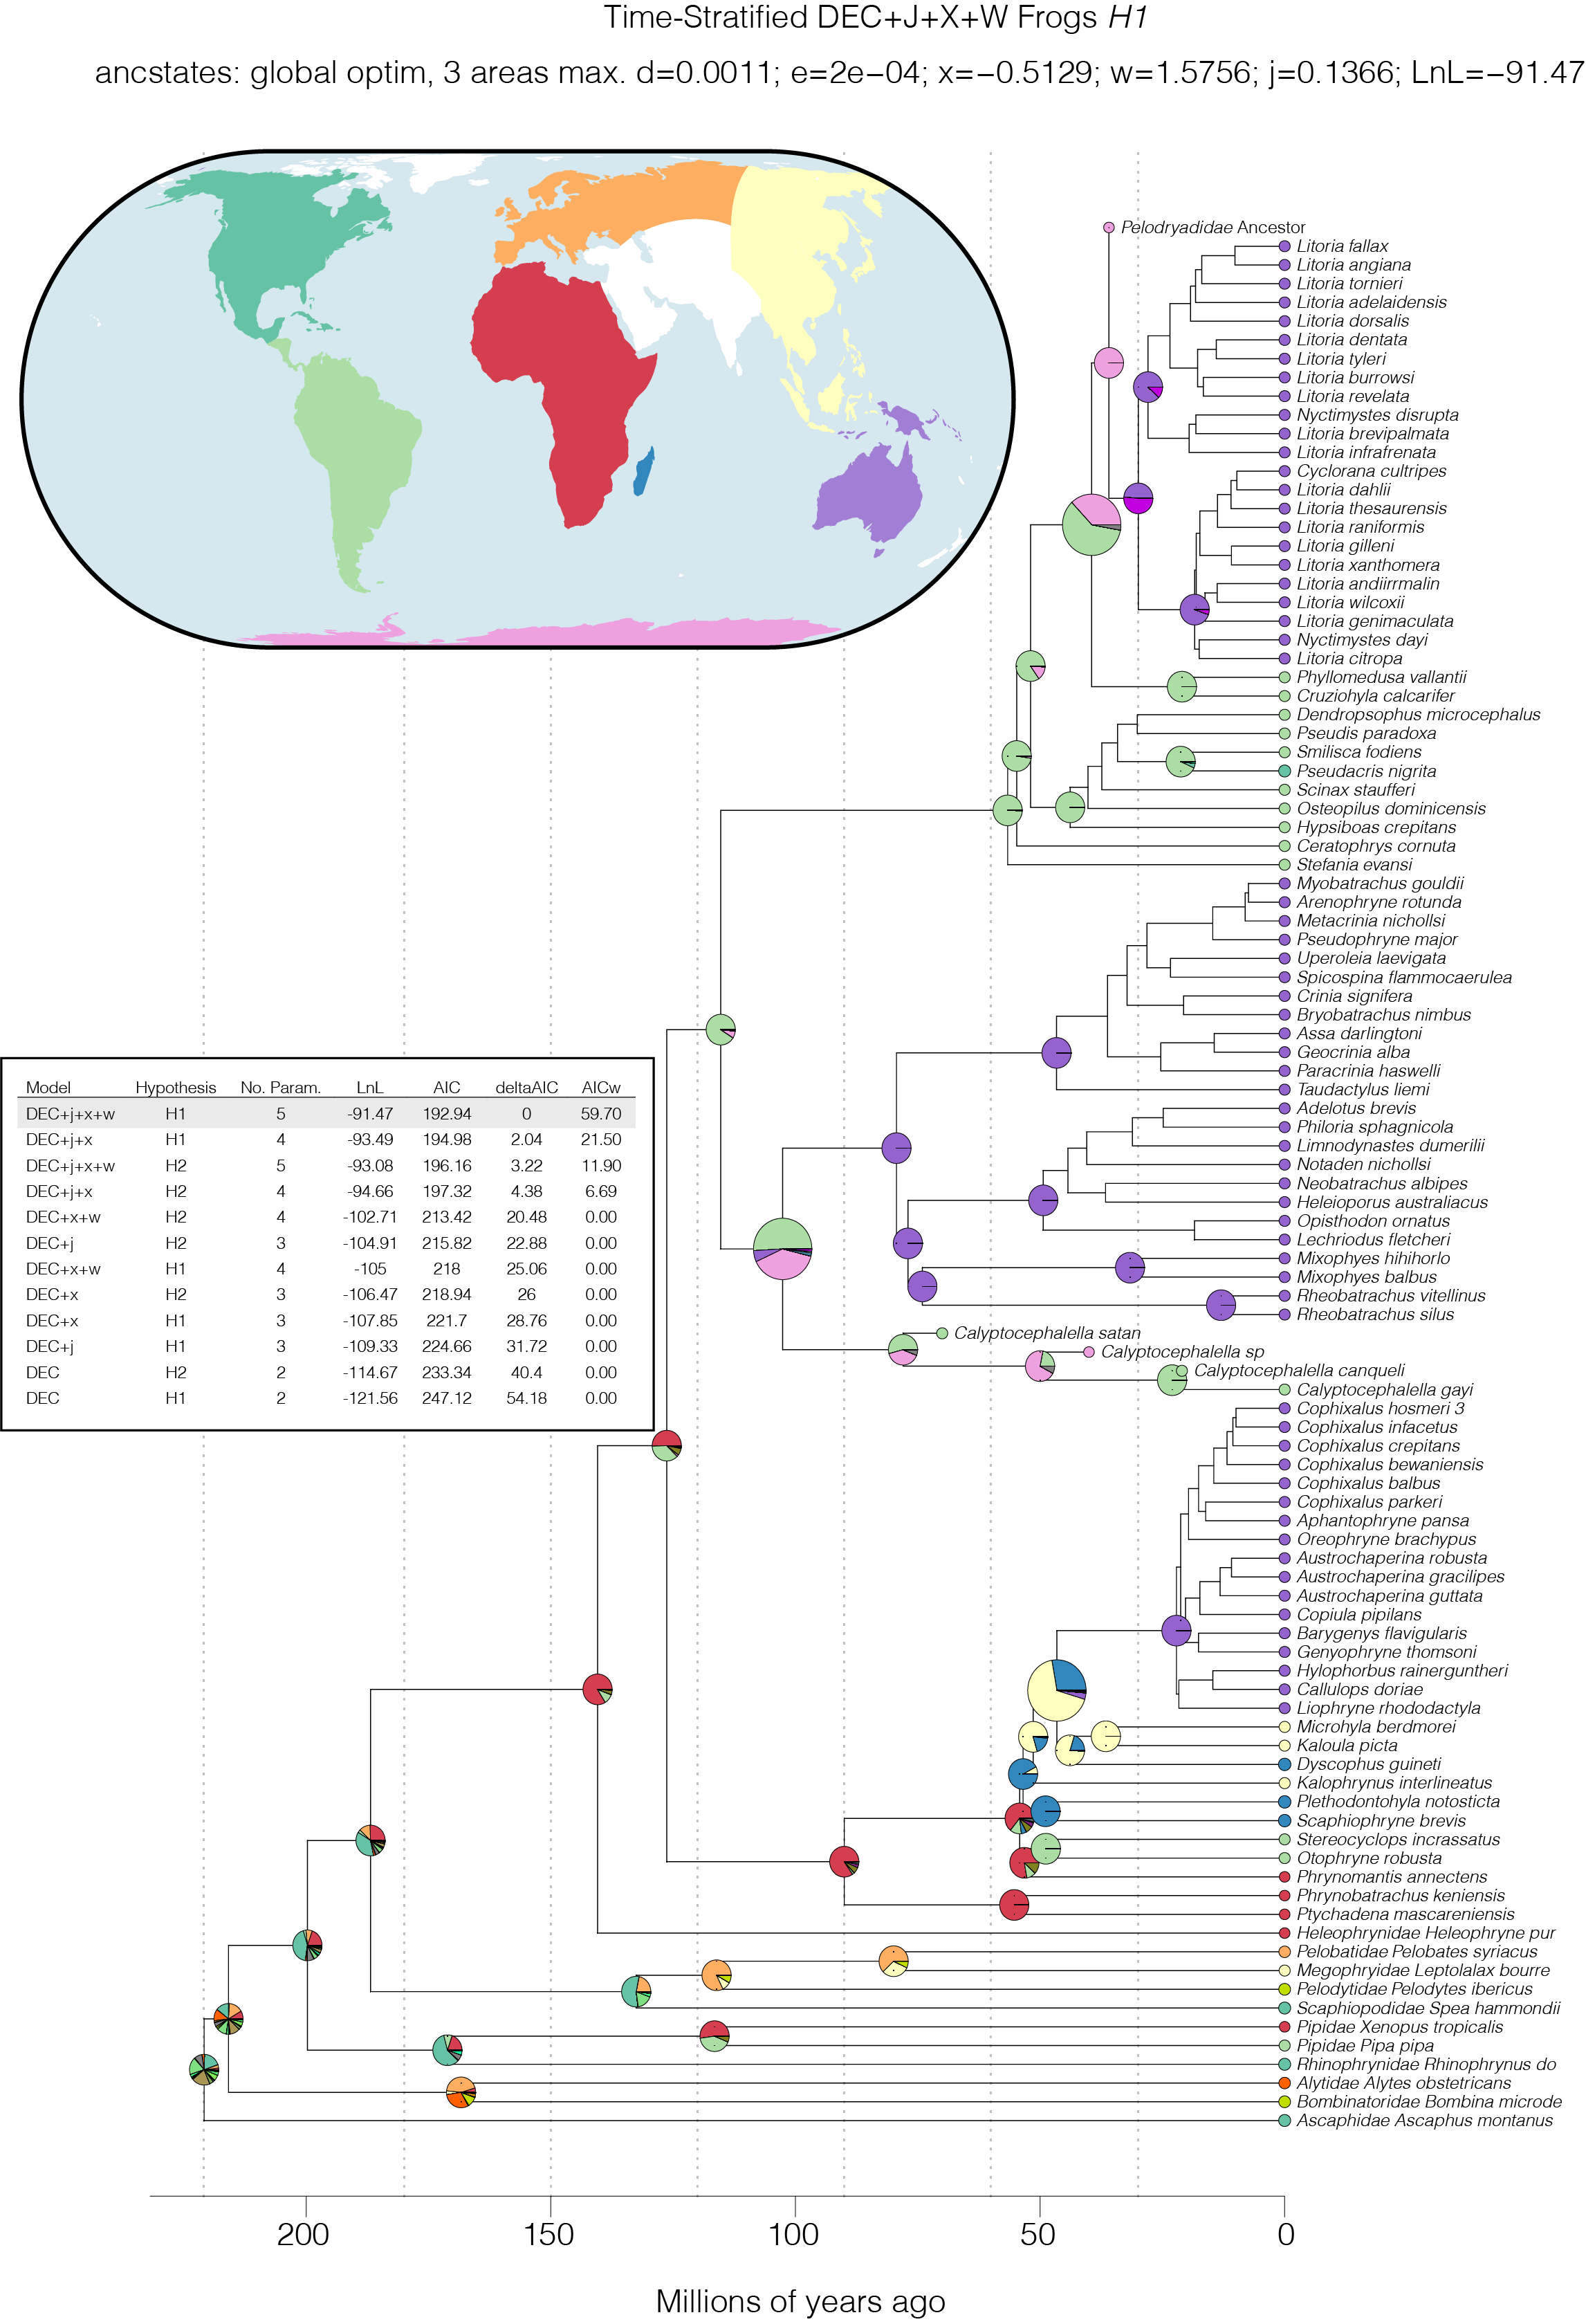 Time-Stratified DEC+J+X+W Frogs H1
ancstates: global optim, 3 areas max. d=0.0011; e=2e−04; x=−0.5129; w=1.5756; j=0.1366; LnL=−91.47
Pelodryadidae Ancestor
Litoria fallax
Litoria angiana
Litoria tornieri
Litoria adelaidensis
Litoria dorsalis
Litoria dentata
Litoria tyleri
Litoria burrowsi
Litoria revelata
Nyctimystes disrupta
Litoria brevipalmata
Litoria infrafrenata
Cyclorana cultripes
Litoria dahlii
Litoria thesaurensis
Litoria raniformis
Litoria gilleni
Litoria xanthomera
Litoria andiirrmalin
Litoria wilcoxii
Litoria genimaculata
Nyctimystes dayi
Litoria citropa
Phyllomedusa vallantii
Cruziohyla calcarifer
Dendropsophus microcephalus
Pseudis paradoxa
Smilisca fodiens
Pseudacris nigrita
Scinax staufferi
Osteopilus dominicensis
Hypsiboas crepitans
Ceratophrys cornuta
Stefania evansi
Myobatrachus gouldii
Arenophryne rotunda
Metacrinia nichollsi
Pseudophryne major
Uperoleia laevigata
Spicospina flammocaerulea
Crinia signifera
Bryobatrachus nimbus
Assa darlingtoni
Geocrinia alba
Paracrinia haswelli
Taudactylus liemi
Adelotus brevis
Philoria sphagnicola
Limnodynastes dumerilii
Notaden nichollsi
Neobatrachus albipes
Heleioporus australiacus
Opisthodon ornatus
Lechriodus fletcheri
Mixophyes hihihorlo
Mixophyes balbus
Rheobatrachus vitellinus
Rheobatrachus silus
Calyptocephalella satan
Calyptocephalella sp
Calyptocephalella canqueli
Calyptocephalella gayi
Cophixalus hosmeri 3
Cophixalus infacetus
Cophixalus crepitans
Cophixalus bewaniensis
Cophixalus balbus
Cophixalus parkeri
Aphantophryne pansa
Oreophryne brachypus
Austrochaperina robusta
Austrochaperina gracilipes
Austrochaperina guttata
Copiula pipilans
Barygenys flavigularis
Genyophryne thomsoni
Hylophorbus rainerguntheri
Callulops doriae
Liophryne rhododactyla
Microhyla berdmorei
Kaloula picta
Dyscophus guineti
Kalophrynus interlineatus
Plethodontohyla notosticta
Scaphiophryne brevis
Stereocyclops incrassatus
Otophryne robusta
Phrynomantis annectens
Phrynobatrachus keniensis
Ptychadena mascareniensis
Heleophrynidae Heleophryne pur
Pelobatidae Pelobates syriacus
Megophryidae Leptolalax bourre
Pelodytidae Pelodytes ibericus
Scaphiopodidae Spea hammondii
Pipidae Xenopus tropicalis
Pipidae Pipa pipa
Rhinophrynidae Rhinophrynus do
Alytidae Alytes obstetricans
Bombinatoridae Bombina microde
Ascaphidae Ascaphus montanus
Model Hypothesis No. Param. LnL AIC deltaAIC AICw
DEC+j+x+w H1 5 -91.47 192.94 0 59.70
DEC+j+x H1 4 -93.49 194.98 2.04 21.50
DEC+j+x+w H2 5 -93.08 196.16 3.22 11.90
DEC+j+x H2 4 -94.66 197.32 4.38 6.69
DEC+x+w H2 4 -102.71 213.42 20.48 0.00
DEC+j H2 3 -104.91 215.82 22.88 0.00
DEC+x+w H1 4 -105 218 25.06 0.00
DEC+x H2 3 -106.47 218.94 26 0.00
DEC+x H1 3 -107.85 221.7 28.76 0.00
DEC+j H1 3 -109.33 224.66 31.72 0.00
DEC H2 2 -114.67 233.34 40.4 0.00
DEC H1 2 -121.56 247.12 54.18 0.00
200 150 100 50 0
Millions of years ago